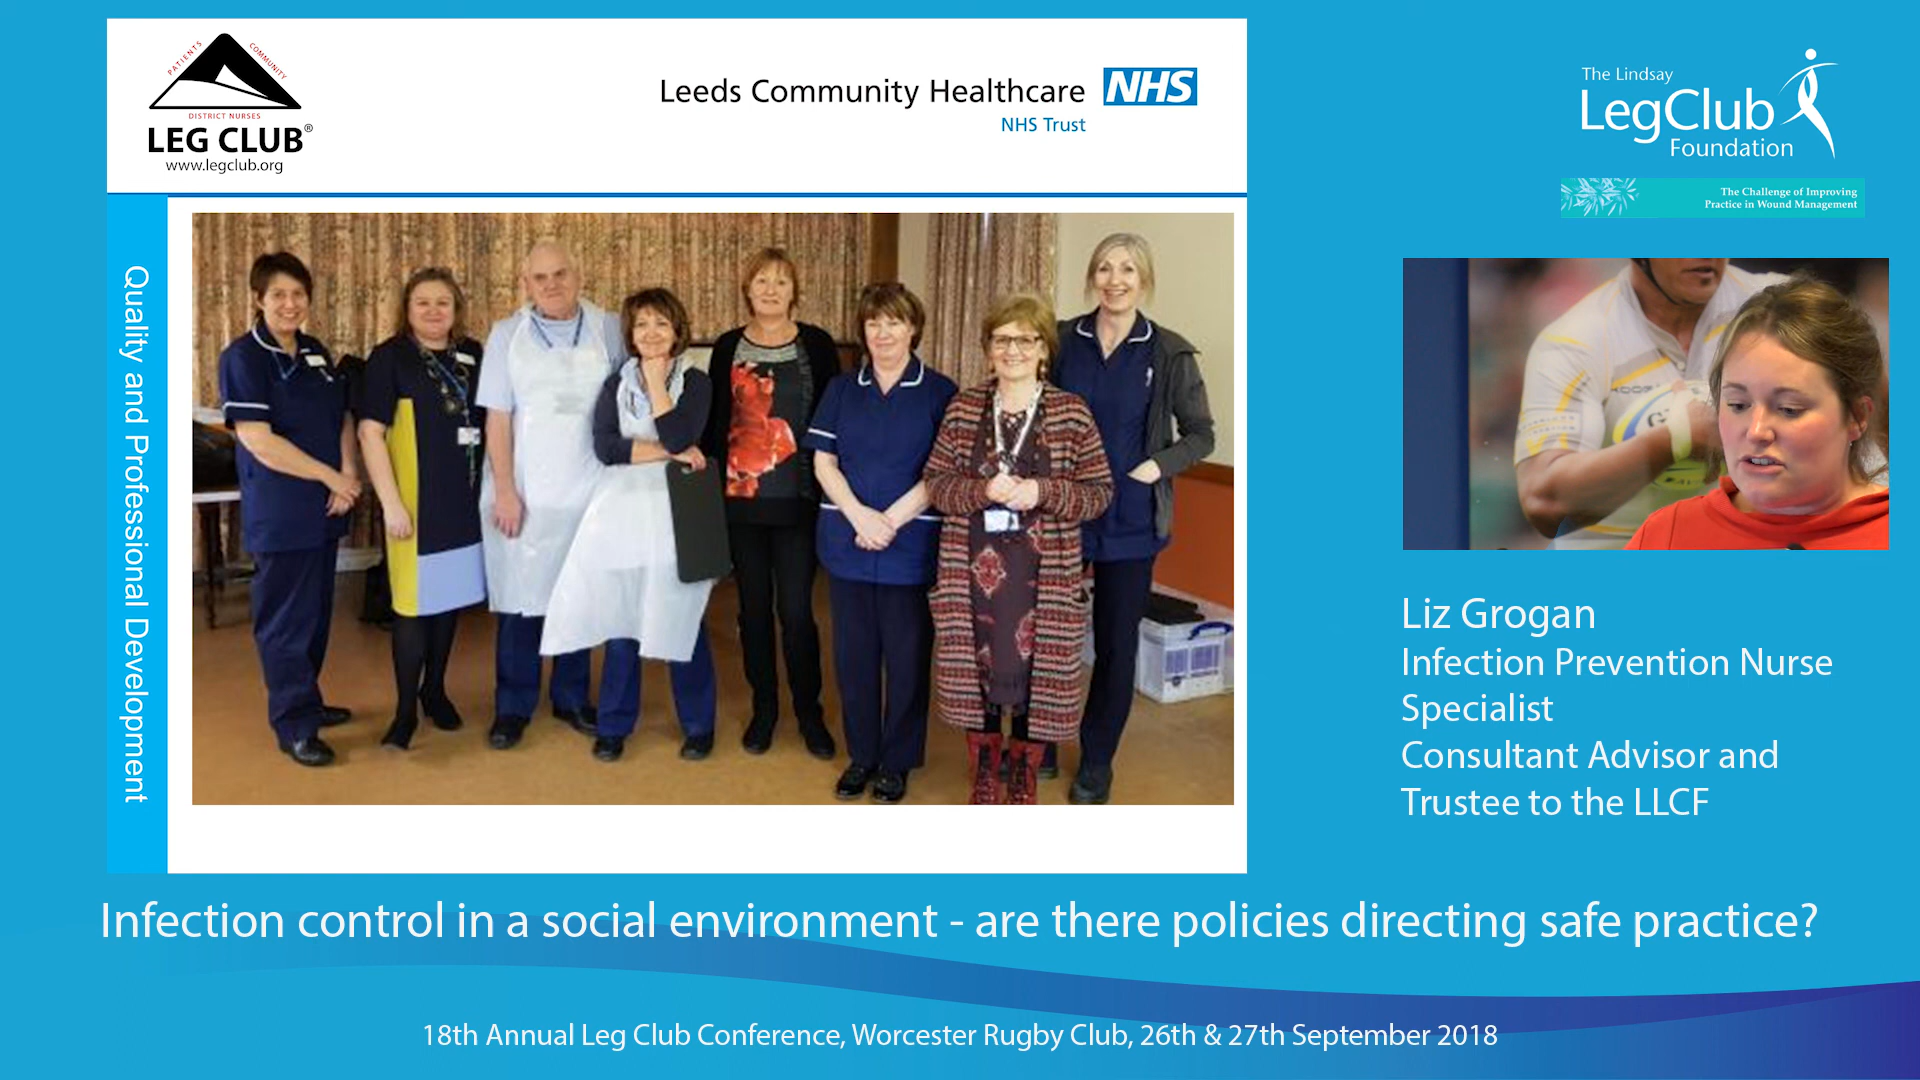 PATIENTS
COMMUNITY
DISTRICT NURSES
LEG CLUB®
www.legclub.org
Leeds Community Healthcare NHS
NHS Trust
Quality and Professional Development
The Lindsay
LegClub
Foundation
The Challenge of Improving
Practice in Wound Management
Liz Grogan
Infection Prevention Nurse
Specialist
Consultant Advisor and
Trustee to the LLCF
Infection control in a social environment - are there policies directing safe practice?
18th Annual Leg Club Conference, Worcester Rugby Club, 26th & 27th September 2018